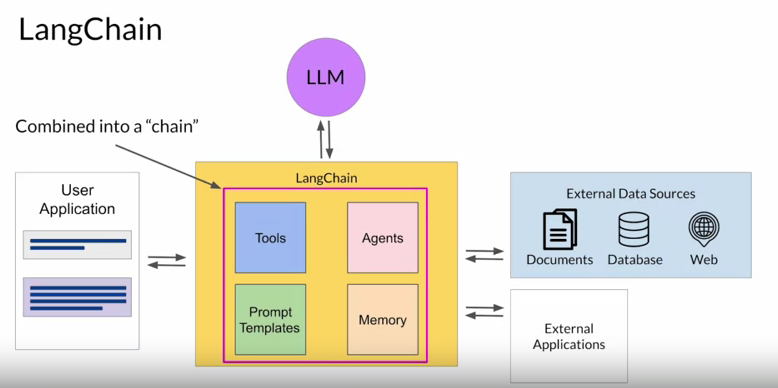 LangChain
LLM
Combined into a “chain”
User
Application
LangChain
Tools
Agents
Prompt
Templates
Memory
External Data Sources
Documents
Database
Web
External
Applications